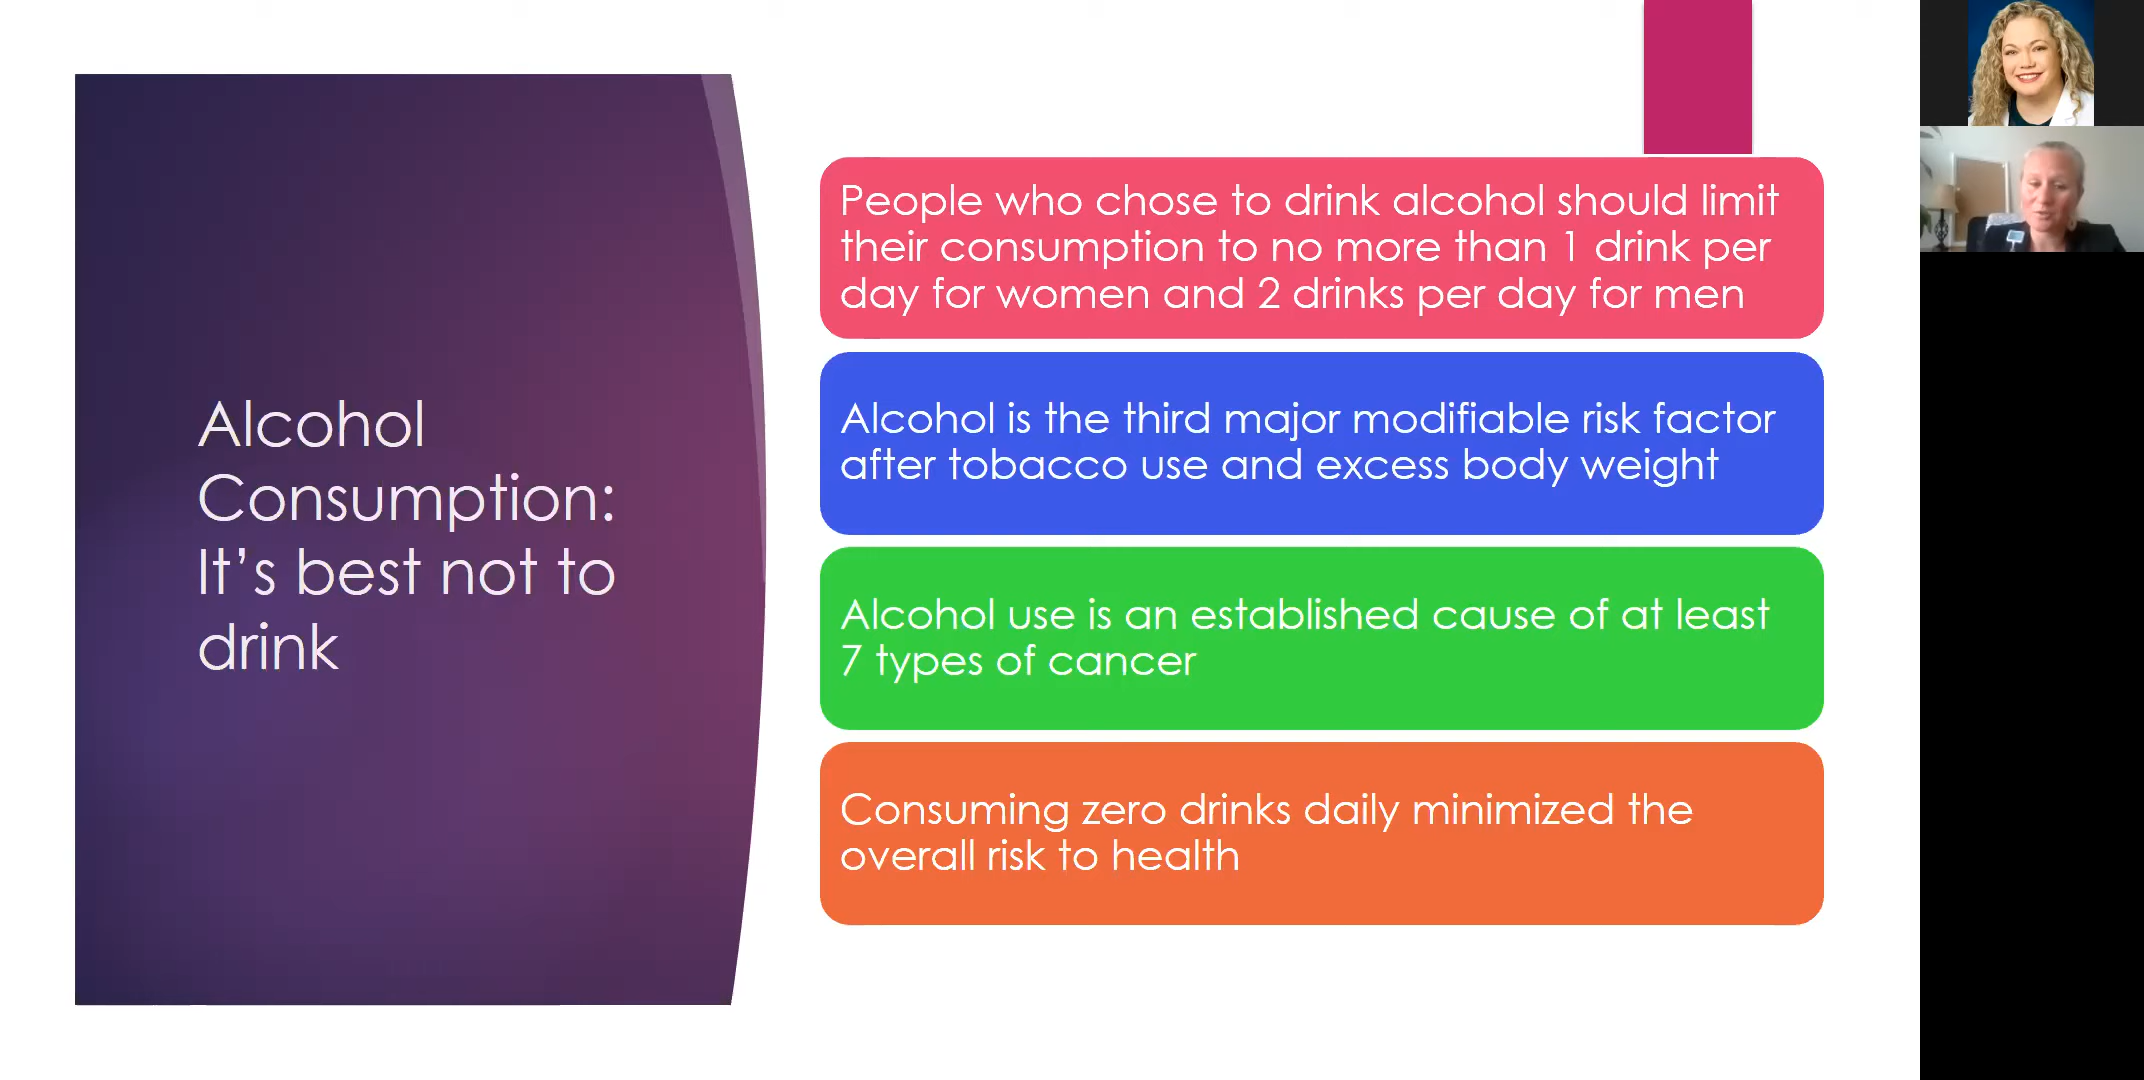 Alcohol
Consumption:
It’s best not to
drink
People who chose to drink alcohol should limit
their consumption to no more than 1 drink per
day for women and 2 drinks per day for men
Alcohol is the third major modifiable risk factor
after tobacco use and excess body weight
Alcohol use is an established cause of at least
7 types of cancer
Consuming zero drinks daily minimized the
overall risk to health